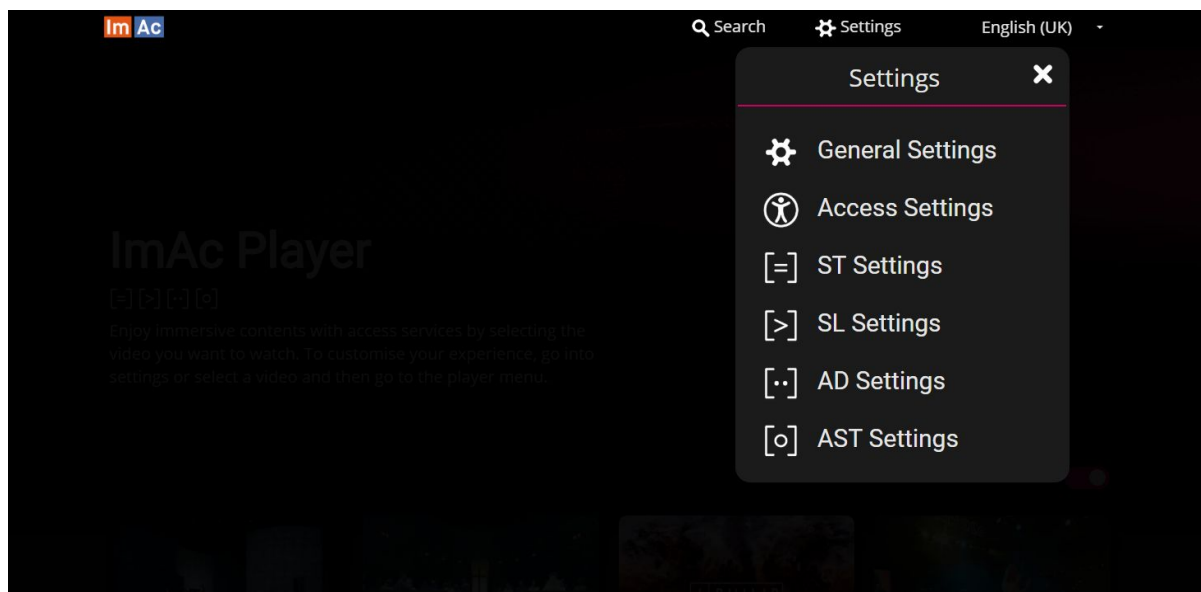 Im Ac
Search
Settings
English (UK)
Settings
General Settings
Access Settings
ST Settings
SL Settings
AD Settings
AST Settings
ImAc Player
Enjoy Immersive contents with access services by selecting the
video you want to watch. To customise your experience, go into
settings or select a video and then go to the player menu.